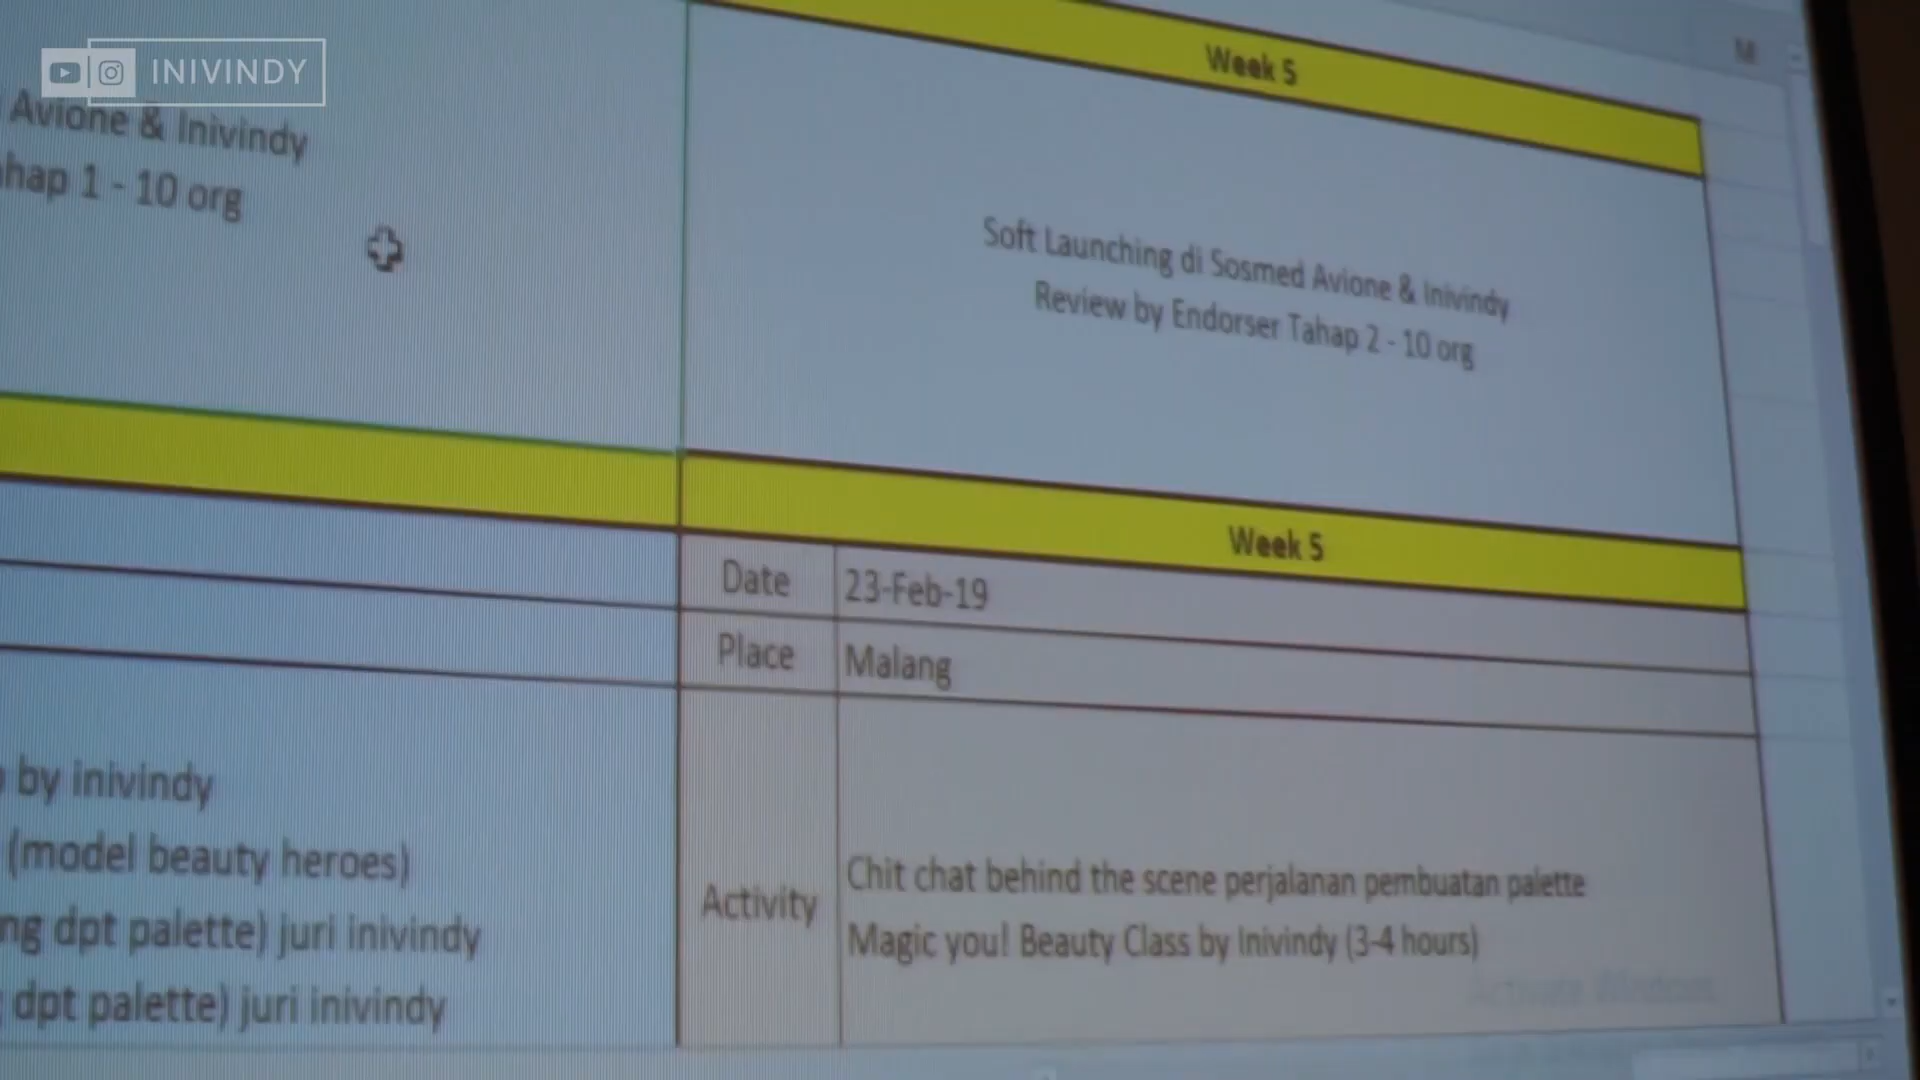 INIVINDY
Avione & Inivindy
ahap 1 - 10 org
Week 5
M
Soft Launching di Sosmed Avione & Inivindy
Review by Endorser Tahap 2 - 10 org
Week 5
Date 23-Feb-19
Place Malang
by inivindy
(model beauty heroes)
ng dpt palette) juri inivindy
dpt palette) juri inivindy
Activity
Chit chat behind the scene perjalanan pembuatan palette
Magic you! Beauty Class by Inivindy (3-4 hours)
Activate Windows